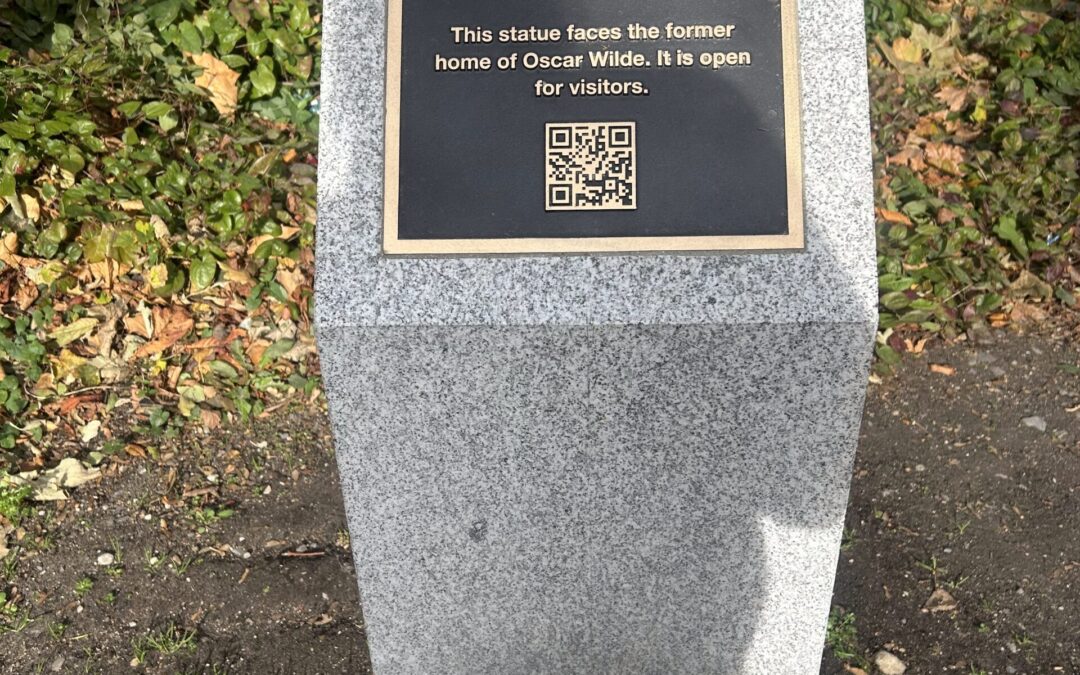 This statue faces the former
home of Oscar Wilde. It is open
for visitors.